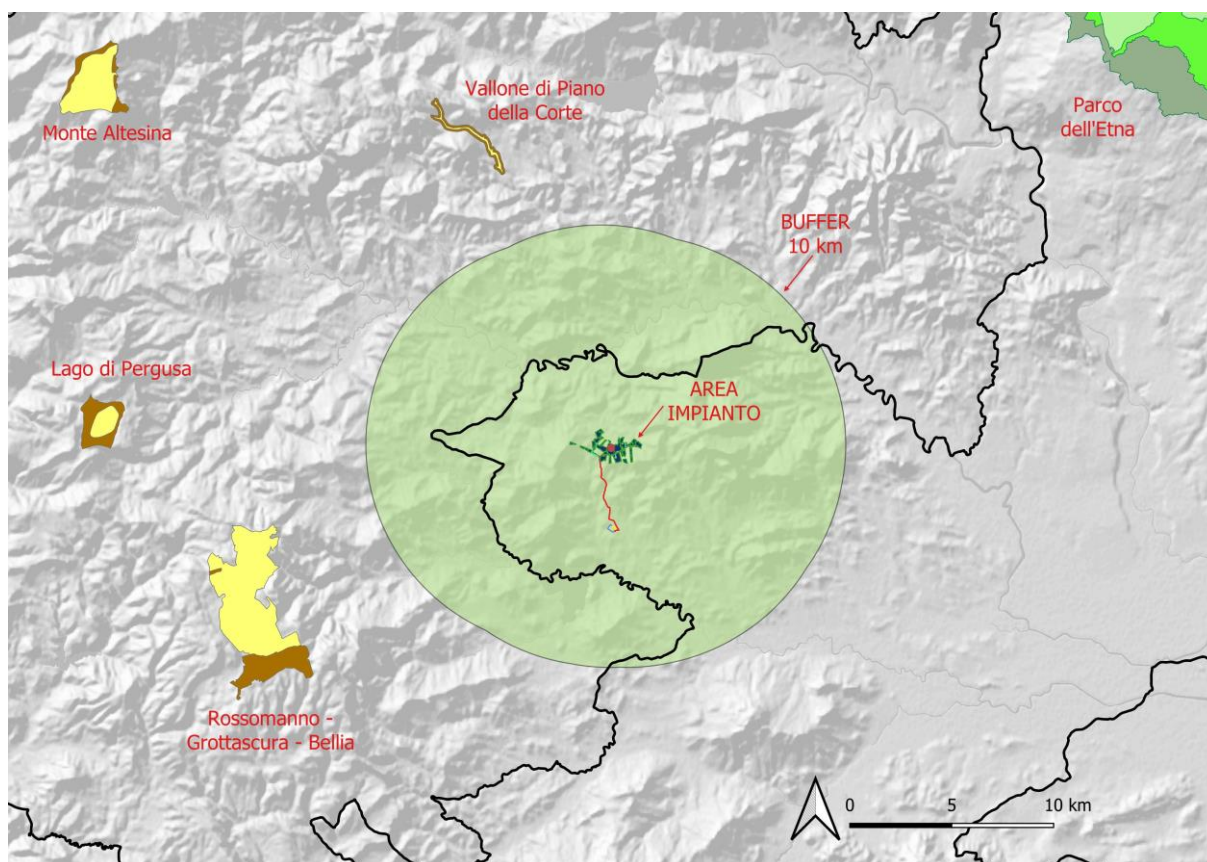 Monte Altesina
Vallone di Piano
della Corte
Parco
dell'Etna
BUFFER
10 km
Lago di Pergusa
AREA
IMPIANTO
Rossomanno -
Grottascura - Bellia
0 5 10 km